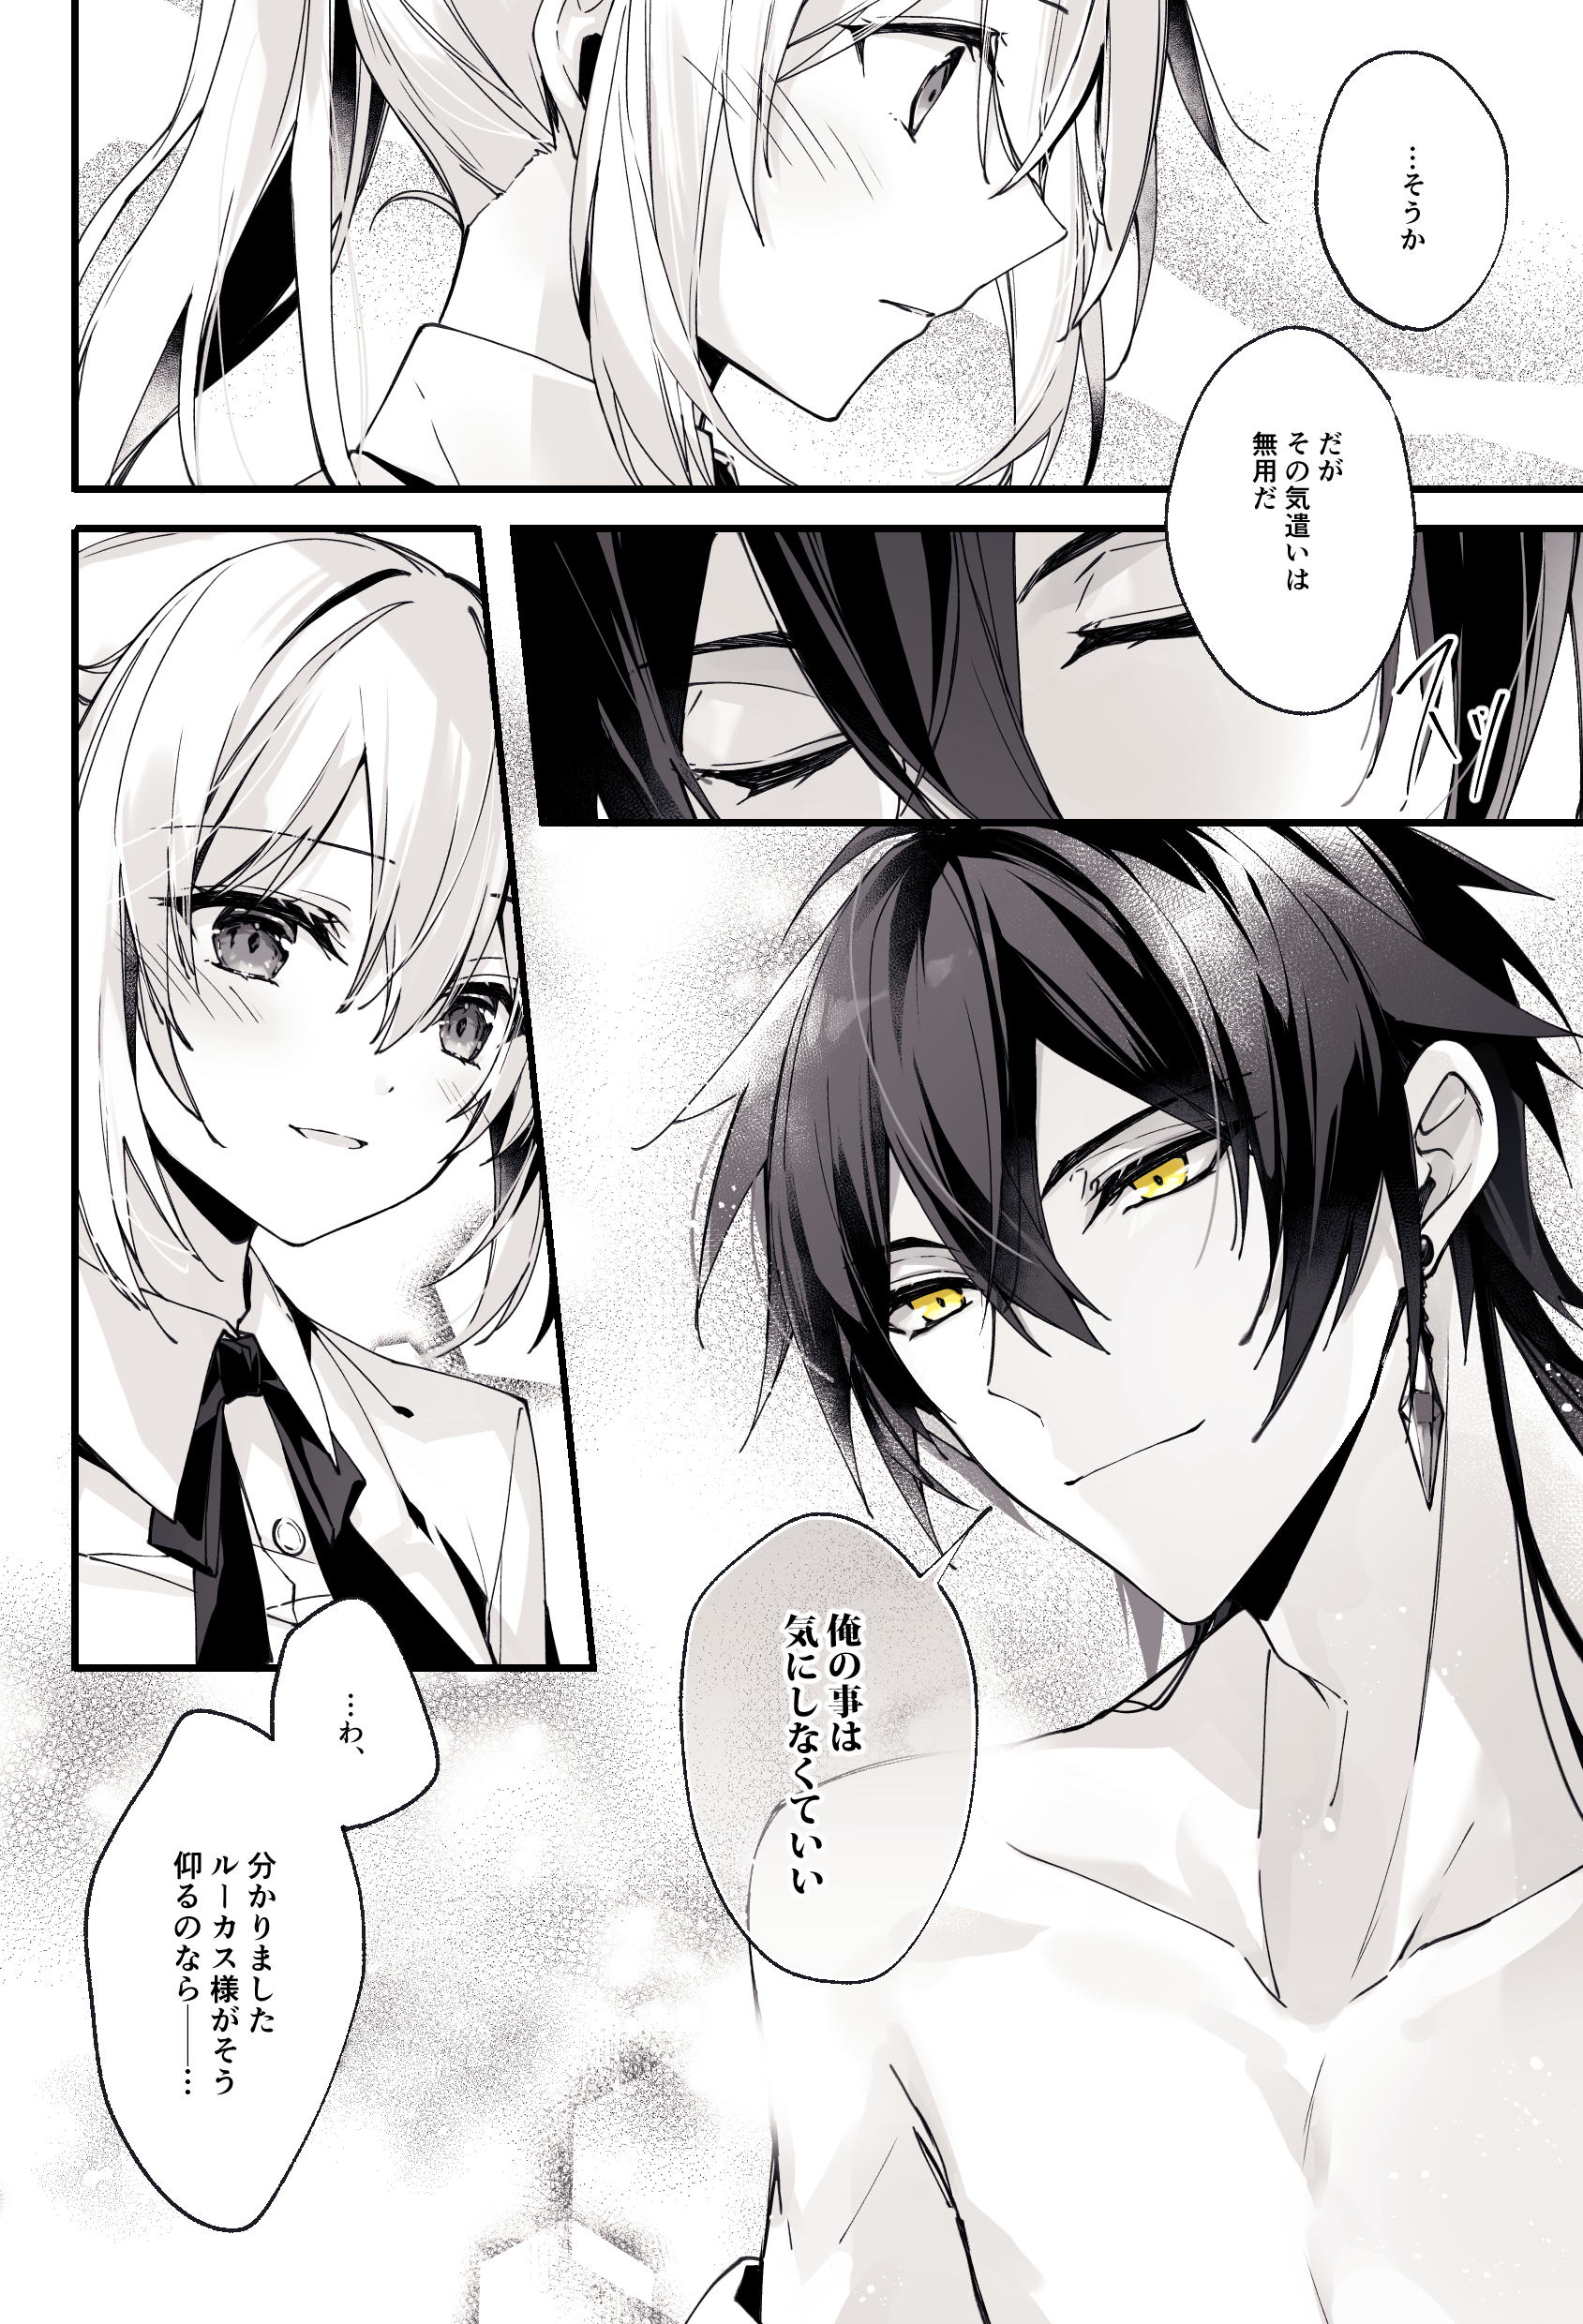 …そうか
だが
その気遣いは
無用だ
スッ
俺の事は
気にしなくていい
…わ、
分かりました
ルーカス様がそう
仰るのなら──…